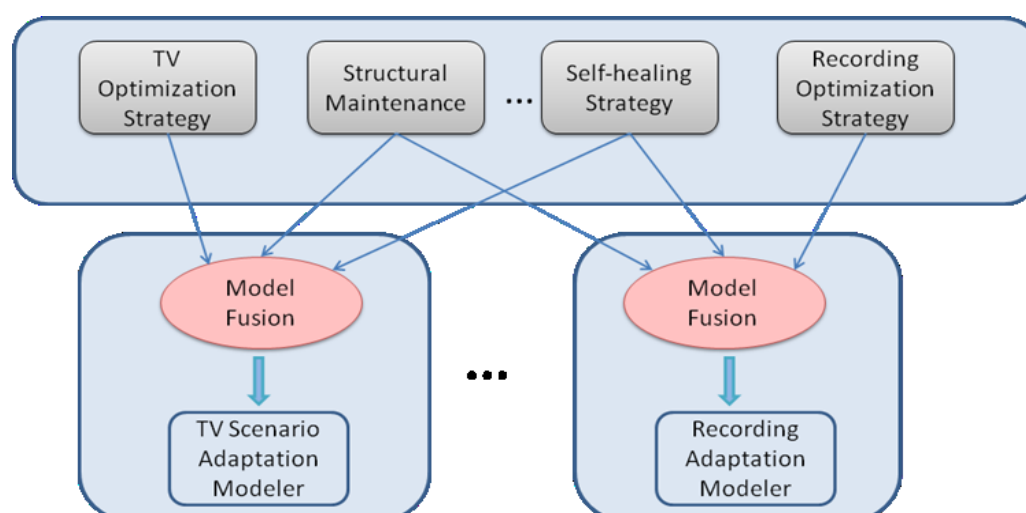 TV
Optimization
Strategy
Structural
Maintenance
...
Self-healing
Strategy
Recording
Optimization
Strategy
Model
Fusion
Model
Fusion
...
TV Scenario
Adaptation
Modeler
Recording
Adaptation
Modeler